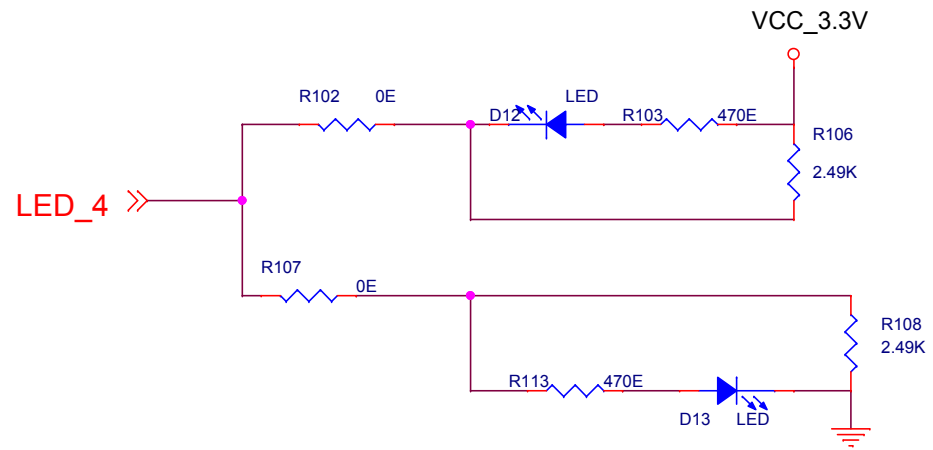 VCC_3.3V
R102 0E
D12 LED
R103 470E
R106
2.49K
LED_4
R107
0E
R108
2.49K
R113 470E
D13 LED